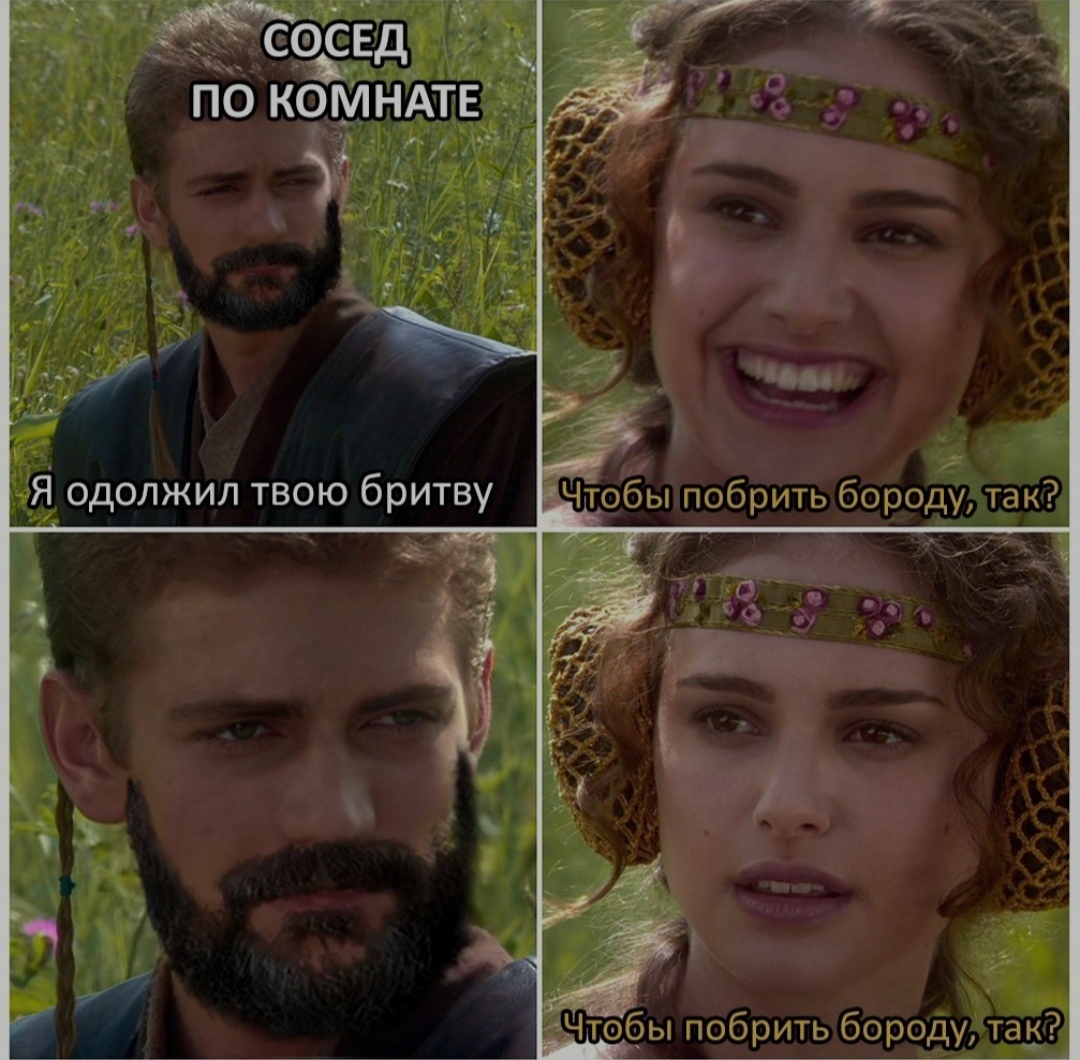 СОСЕД
ПО КОМНАТЕ
Я одолжил твою бритву
Чтобы побрить бороду, так?
Чтобы побрить бороду, так?